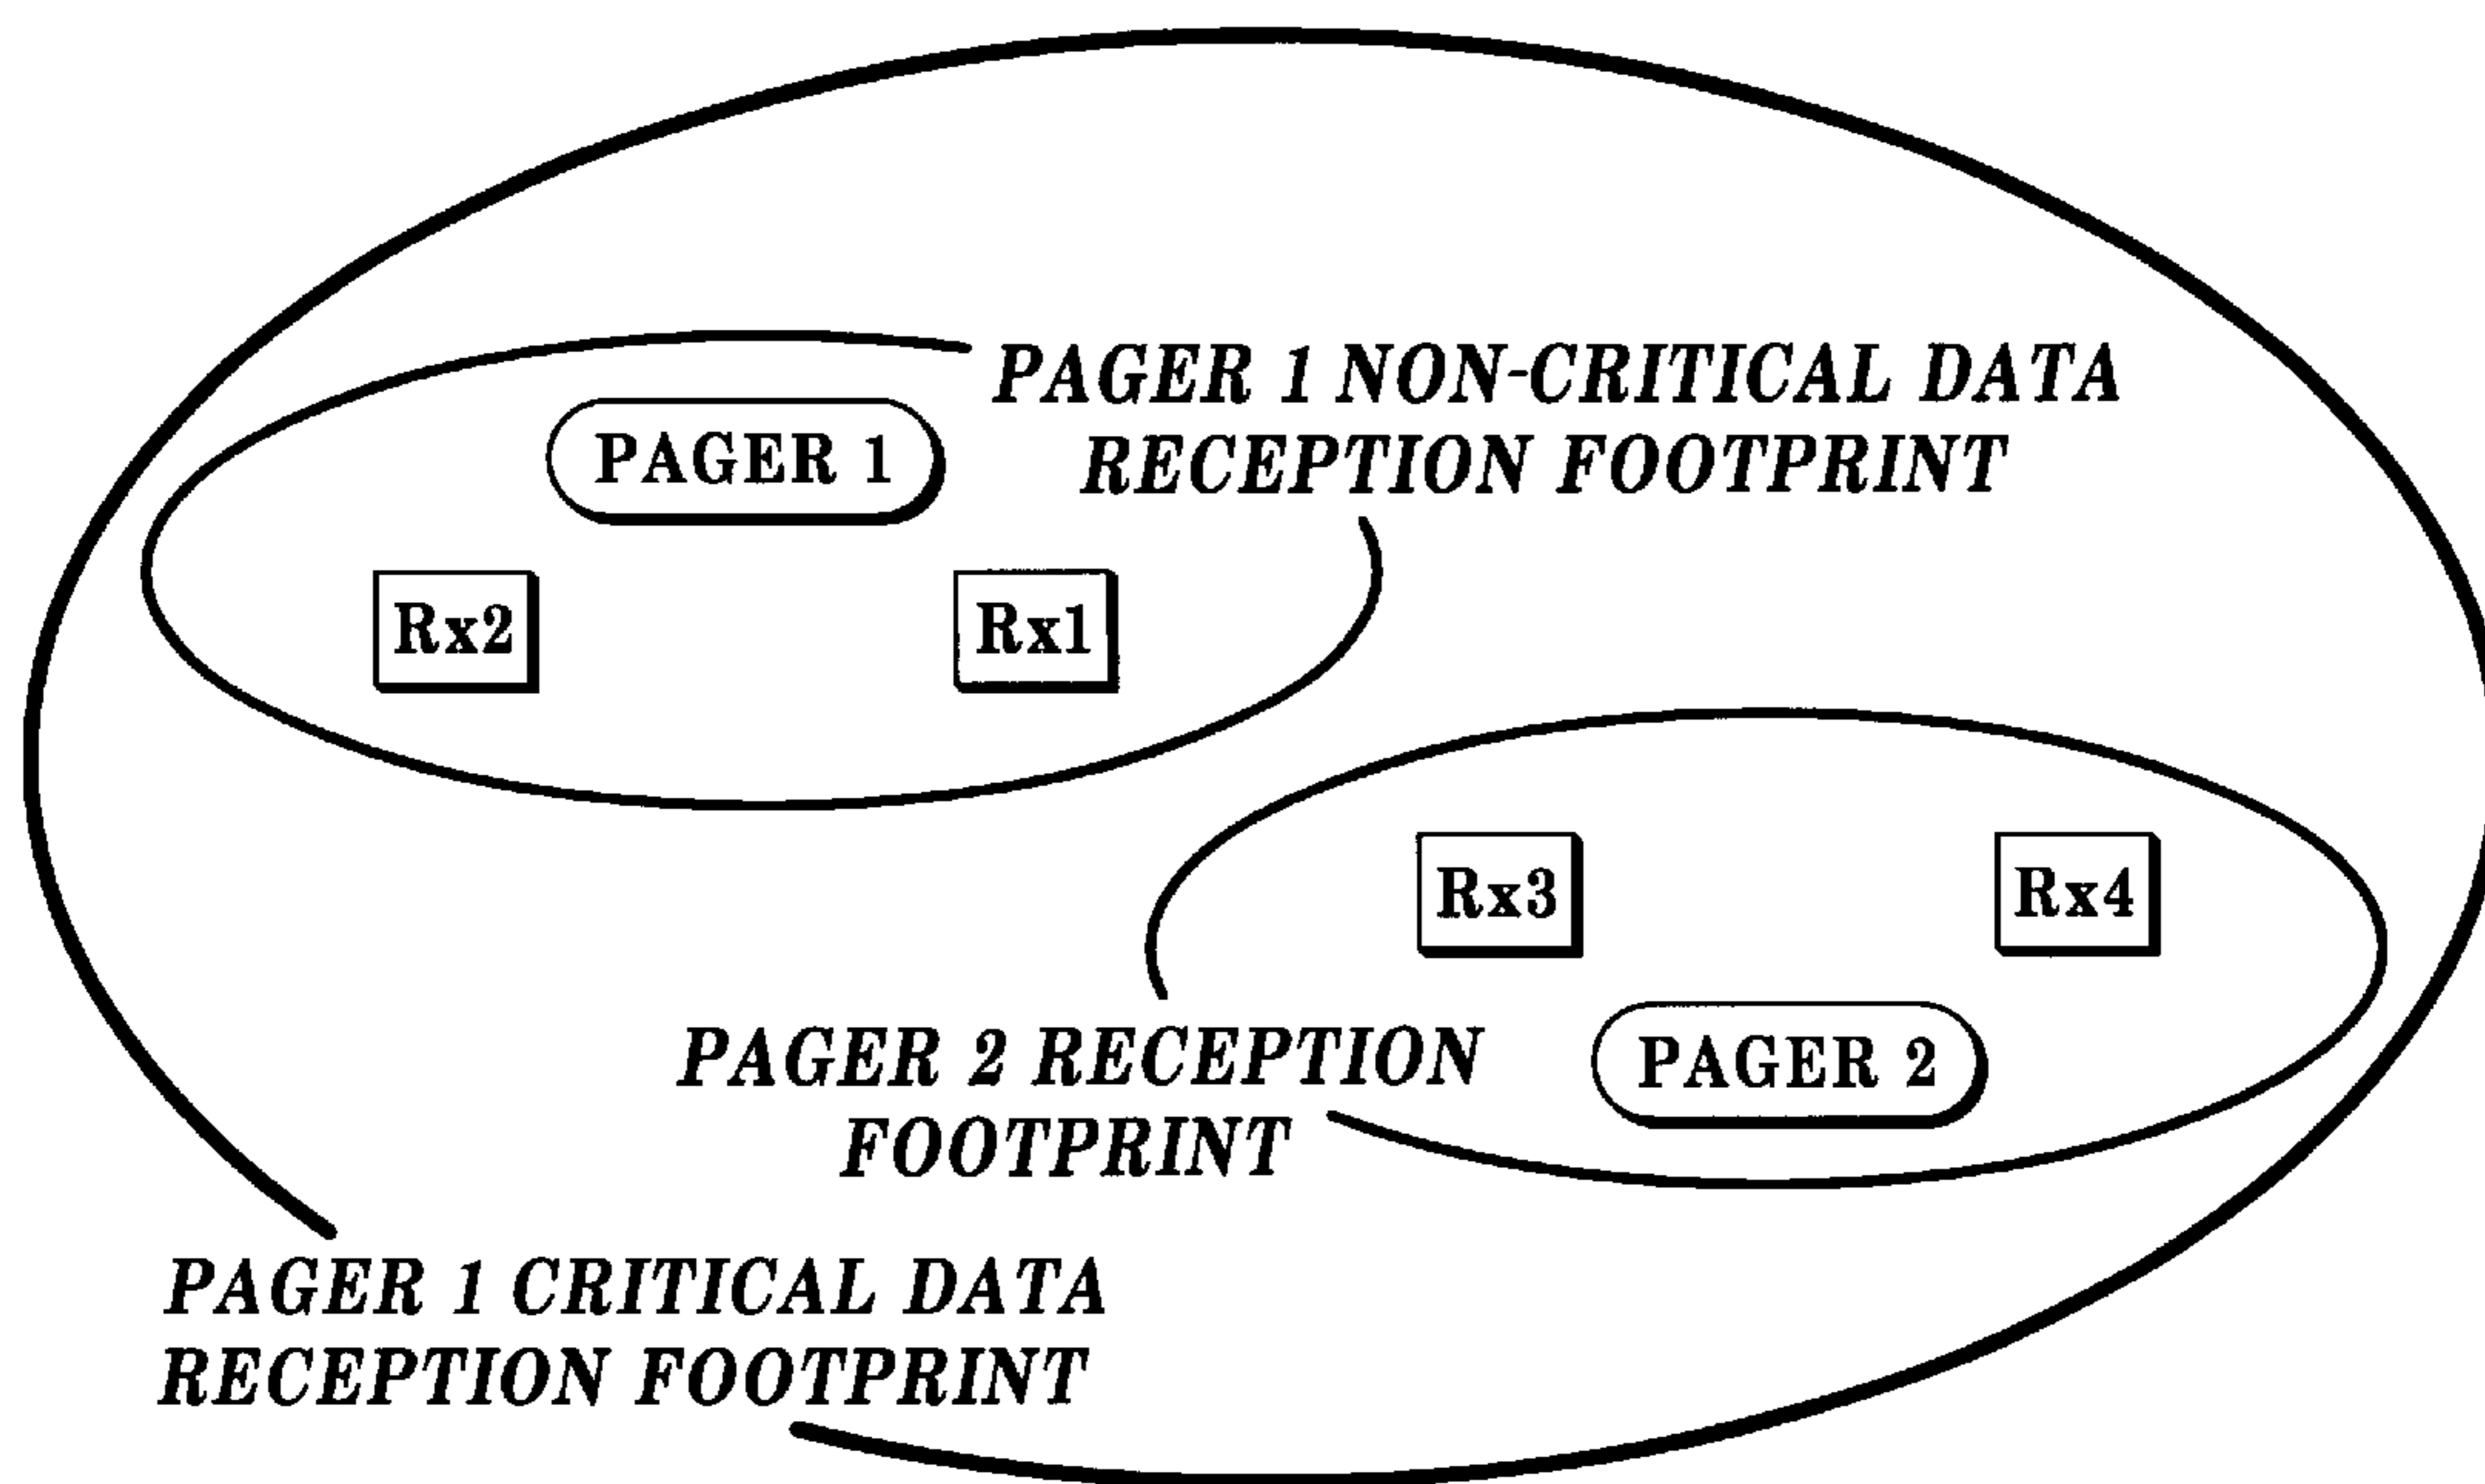 PAGER 1 NON-CRITICAL DATA
RECEPTION FOOTPRINT
PAGER 1
Rx2
Rx1
Rx3
Rx4
PAGER 2 RECEPTION
FOOTPRINT
PAGER 2
PAGER 1 CRITICAL DATA
RECEPTION FOOTPRINT